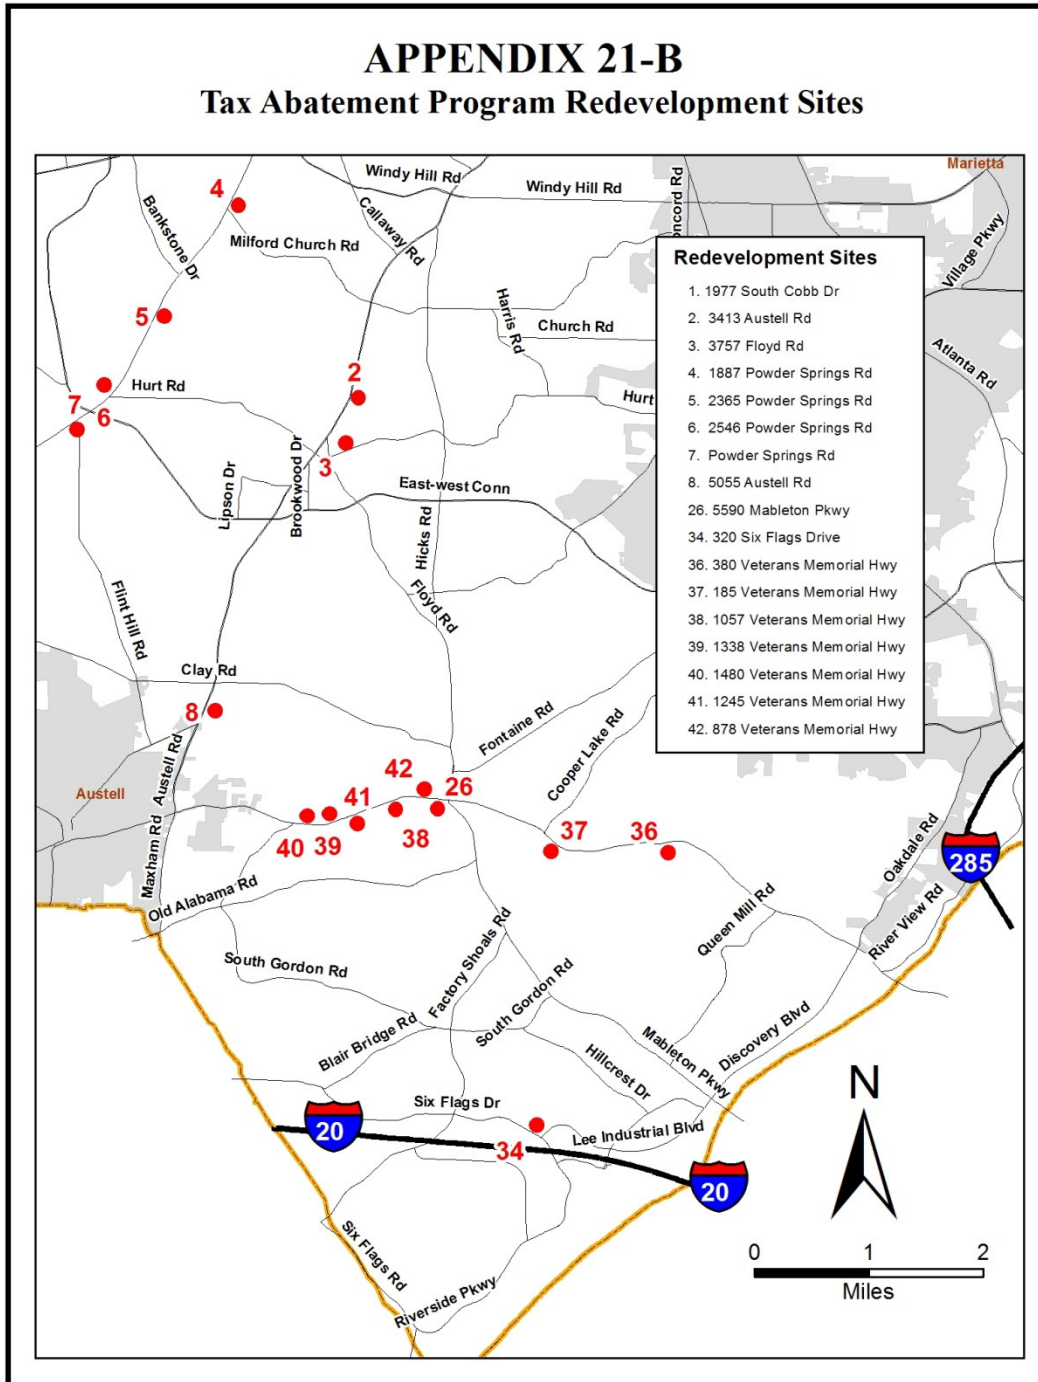 APPENDIX 21-B
Tax Abatement Program Redevelopment Sites
Marietta
Windy Hill Rd
Windy Hill Rd
4
Bankstone Dr
Callaway Rd
Milford Church Rd
Village Pkwy
Redevelopment Sites
1. 1977 South Cobb Dr
2. 3413 Austell Rd
3. 3757 Floyd Rd
4. 1887 Powder Springs Rd
5. 2365 Powder Springs Rd
6. 2546 Powder Springs Rd
7. Powder Springs Rd
8. 5055 Austell Rd
26. 5590 Mableton Pkwy
34. 320 Six Flags Drive
36. 380 Veterans Memorial Hwy
37. 185 Veterans Memorial Hwy
38. 1057 Veterans Memorial Hwy
39. 1338 Veterans Memorial Hwy
40. 1480 Veterans Memorial Hwy
41. 1245 Veterans Memorial Hwy
42. 878 Veterans Memorial Hwy
5
Harris Rd
Church Rd
Atlanta Rd
2
Hurt Rd
Hurt
7
6
3
Lipson Dr
Brookwood Dr
East-west Conn
Hicks Rd
Floyd Rd
Flint Hill Rd
Clay Rd
8
Fontaine Rd
Cooper Lake Rd
Austell Rd
Austell
Maxham Rd
42
26
41
40
39
38
37
36
Oakdale Rd
285
Old Alabama Rd
Queen Mill Rd
River View Rd
South Gordon Rd
Factory Shoals Rd
South Gordon Rd
Blair Bridge Rd
Discovery Blvd
Mableton Pkwy
Hillcrest Dr
Six Flags Dr
20
Lee Industrial Blvd
34
20
N
Six Flags Rd
Riverside Pkwy
0 1 2
Miles